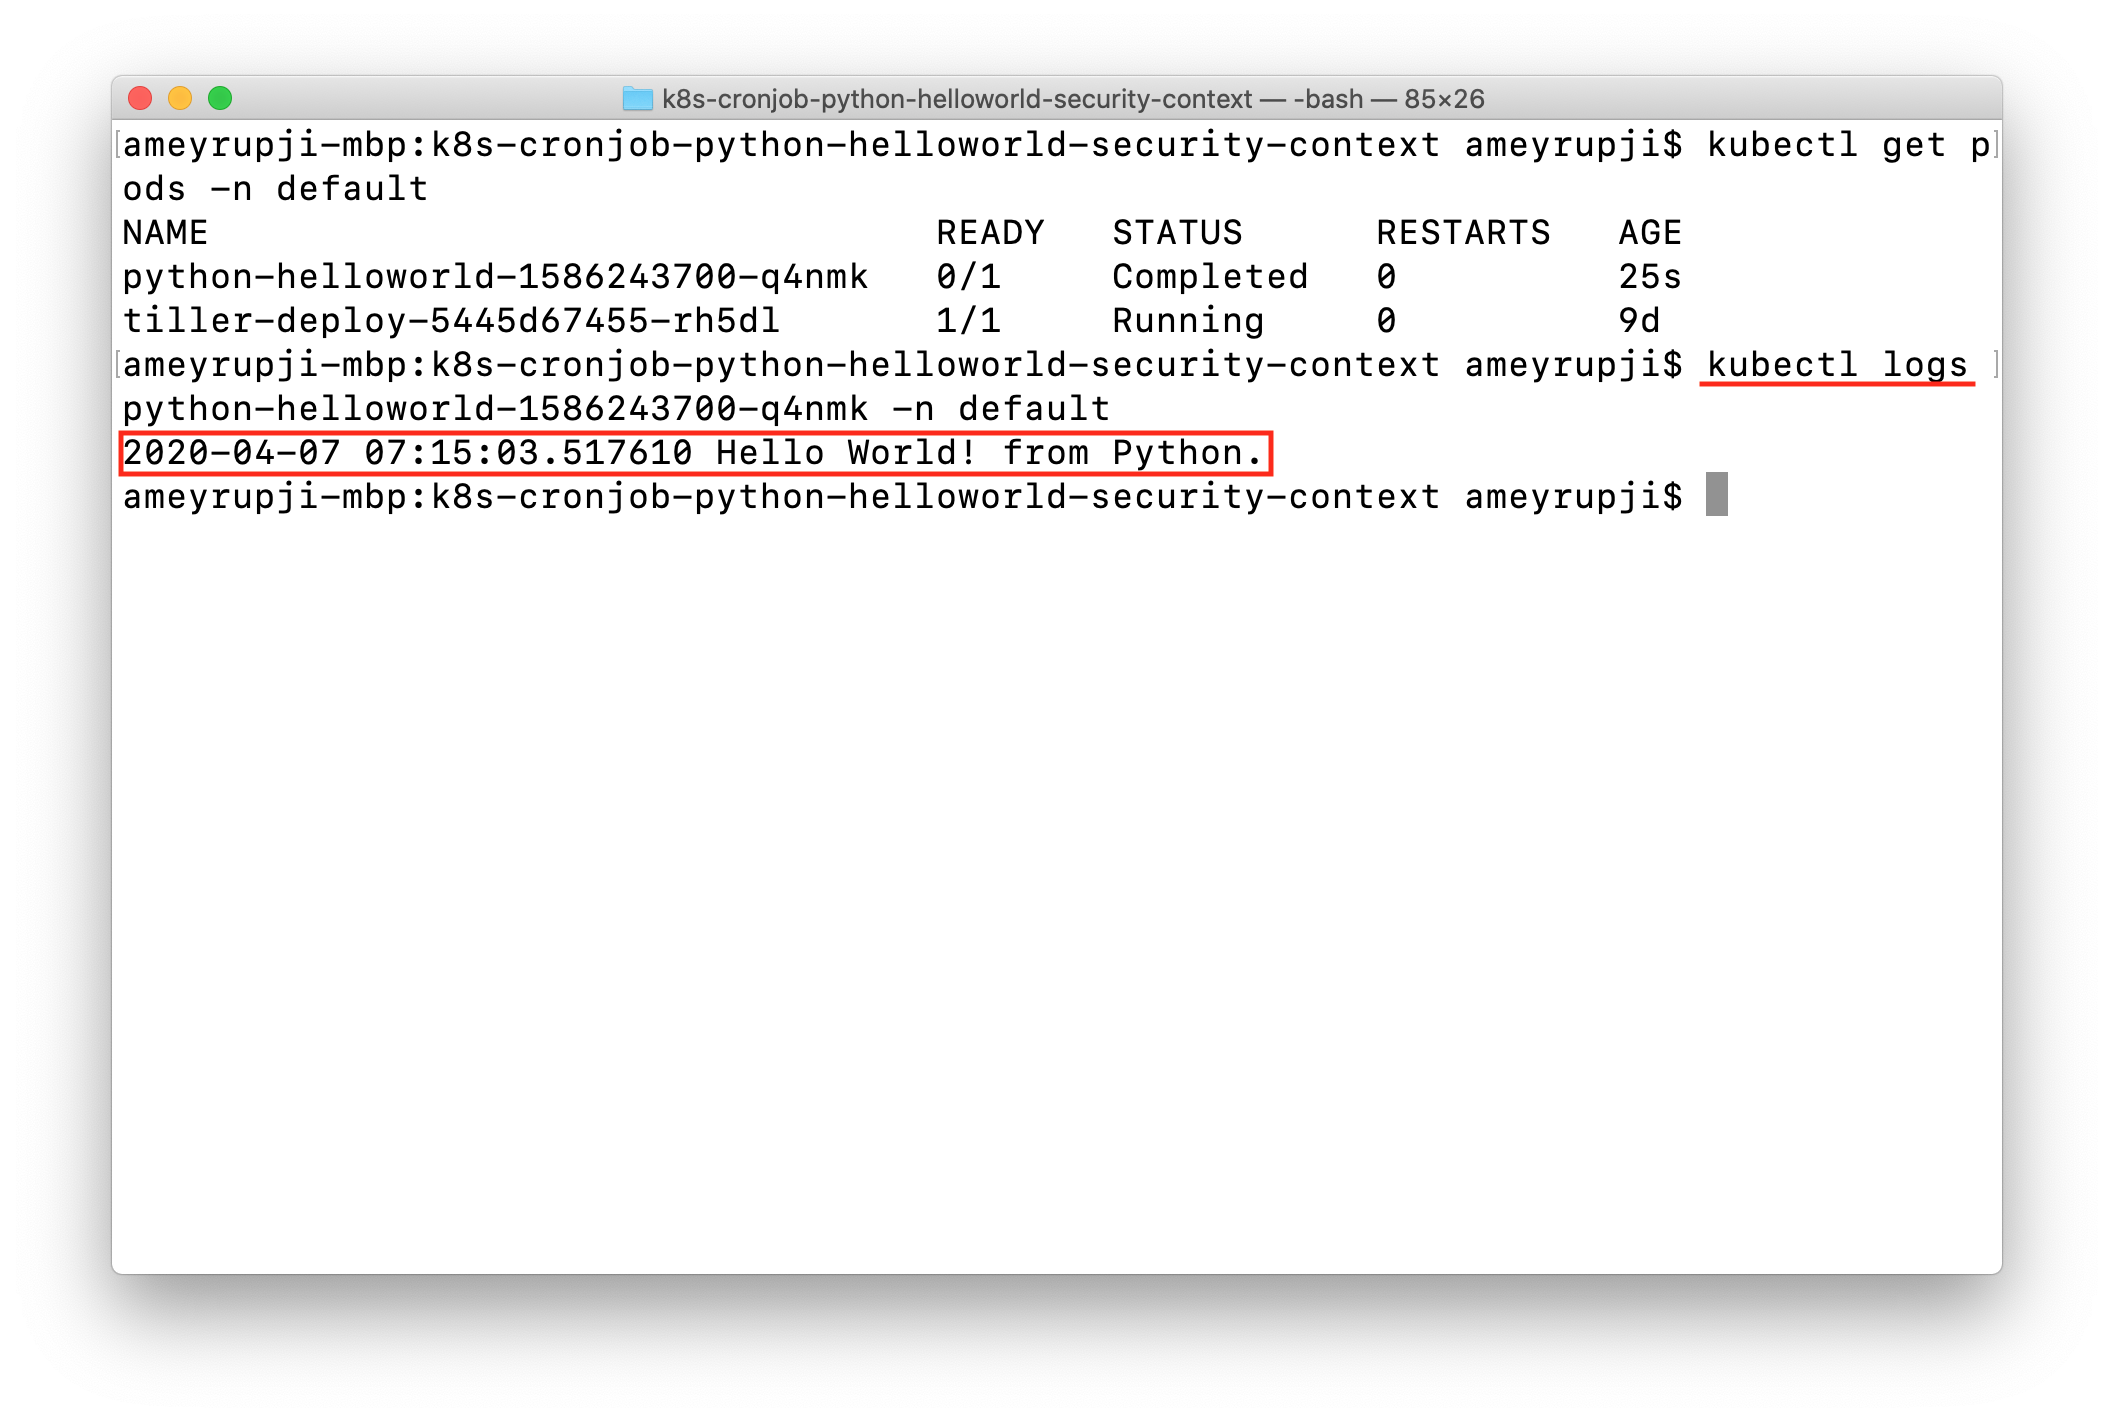 k8s-cronjob-python-helloworld-security-context — -bash — 85×26
ameyrupji-mbp:k8s-cronjob-python-helloworld-security-context ameyrupji$ kubectl get p
ods -n default
NAME READY STATUS RESTARTS AGE
python-helloworld-1586243700-q4nmk 0/1 Completed 0 25s
tiller-deploy-5445d67455-rh5dl 1/1 Running 0 9d
ameyrupji-mbp:k8s-cronjob-python-helloworld-security-context ameyrupji$ kubectl logs
python-helloworld-1586243700-q4nmk -n default
2020-04-07 07:15:03.517610 Hello World! from Python.
ameyrupji-mbp:k8s-cronjob-python-helloworld-security-context ameyrupji$